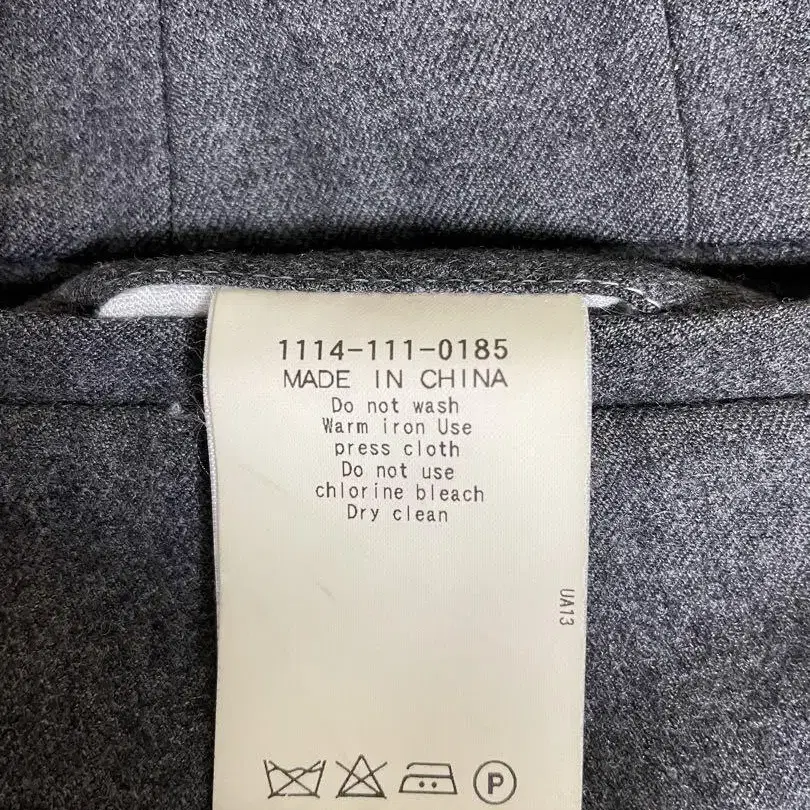 1114-111-0185
MADE IN CHINA
Do not wash
Warm iron Use
press cloth
Do not use
chlorine bleach
Dry clean
UA13
P